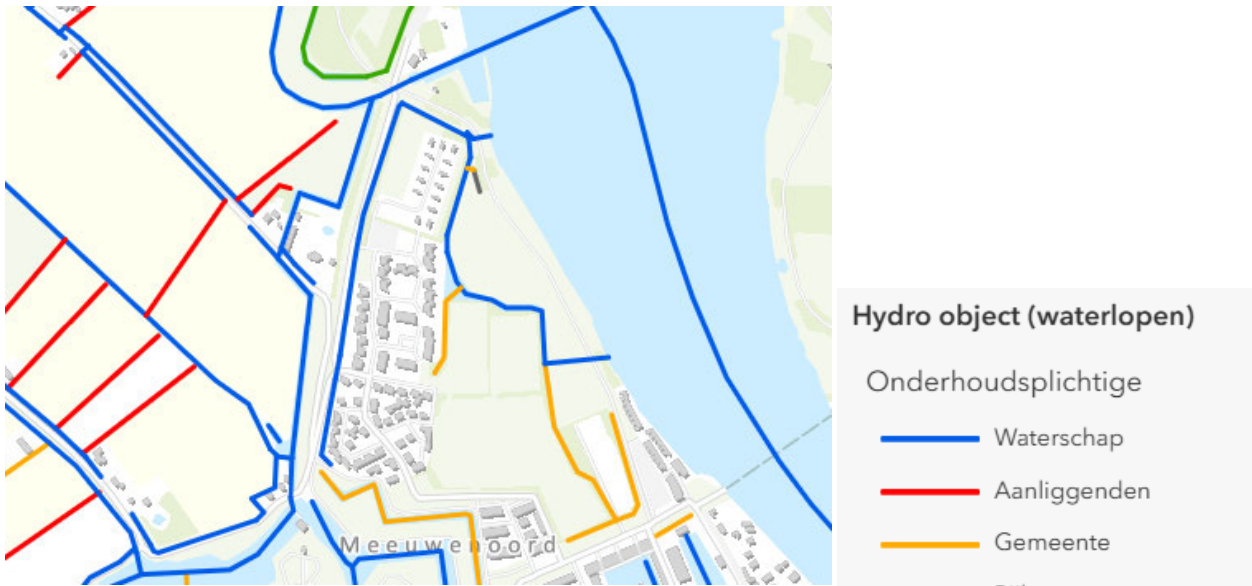 Meeuwenoord
Hydro object (waterlopen)
Onderhoudsplichtige
Waterschap
Aanliggenden
Gemeente